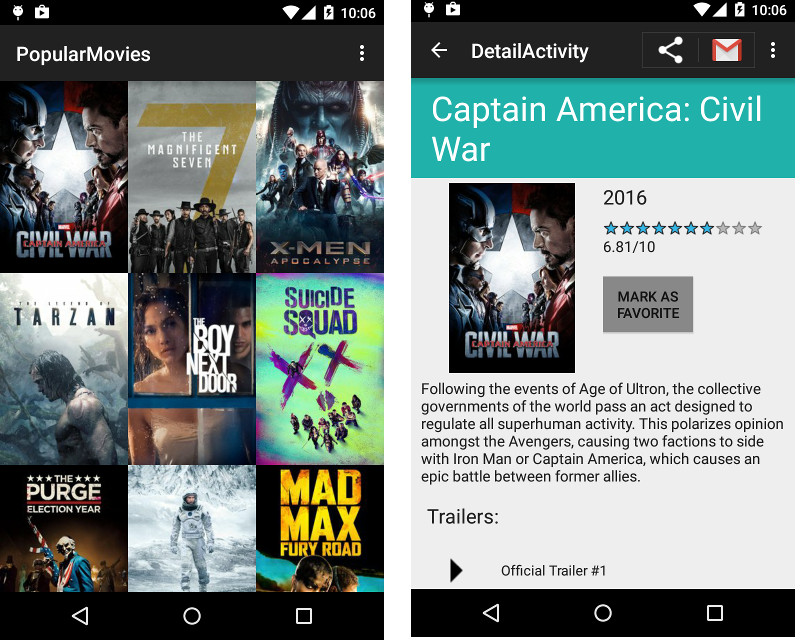 10:06
PopularMovies
MARVEL
CAPTAIN AMERICA
CIVIL WAR
7
THE
MAGNIFICENT
SEVEN
X-MEN
APOCALYPSE
THE LEGEND OF
TARZAN
THE
BOY
NEXT
DOOR
SUICIDE
SQUAD
THE
PURGE
ELECTION YEAR
MAD
MAX
FURY ROAD
10:06
DetailActivity
Captain America: Civil
War
MARVEL
CAPTAIN AMERICA
CIVIL WAR
2016
6.81/10
MARK AS
FAVORITE
Following the events of Age of Ultron, the collective
governments of the world pass an act designed to
regulate all superhuman activity. This polarizes opinion
amongst the Avengers, causing two factions to side
with Iron Man or Captain America, which causes an
epic battle between former allies.
Trailers:
Official Trailer #1